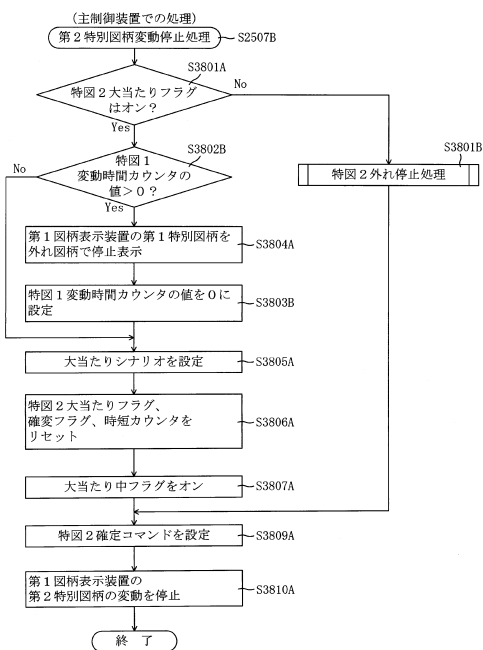 （主制御装置での処理）
第２特別図柄変動停止処理
S2507B
S3801A
特図２大当たりフラグ
はオン？
No
Yes
S3801B
特図２外れ停止処理
S3802B
特図１
変動時間カウンタの
値＞０？
No
Yes
第１図柄表示装置の第１特別図柄を
外れ図柄で停止表示
S3804A
特図１変動時間カウンタの値を０に
設定
S3803B
大当たりシナリオを設定
S3805A
特図２大当たりフラグ、
確変フラグ、時短カウンタを
リセット
S3806A
大当たり中フラグをオン
S3807A
特図２確定コマンドを設定
S3809A
第１図柄表示装置の
第２特別図柄の変動を停止
S3810A
終　了